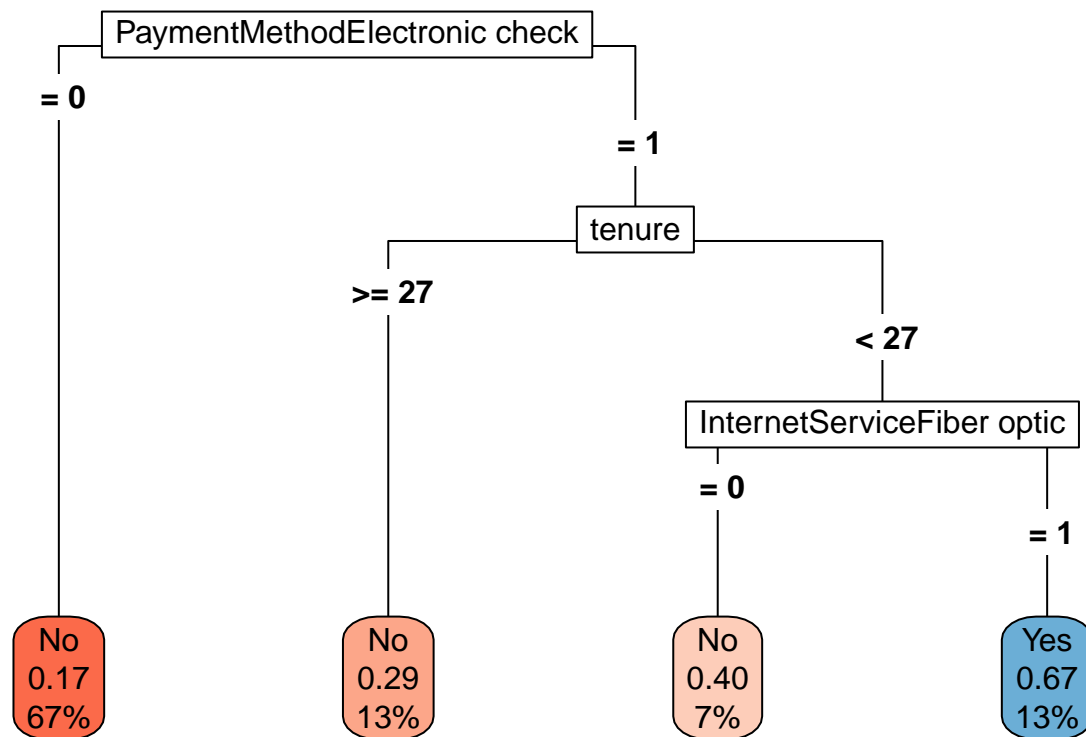 PaymentMethodElectronic check
= 0
= 1
tenure
>= 27
< 27
InternetServiceFiber optic
= 0
= 1
No
0.17
67%
No
0.29
13%
No
0.40
7%
Yes
0.67
13%